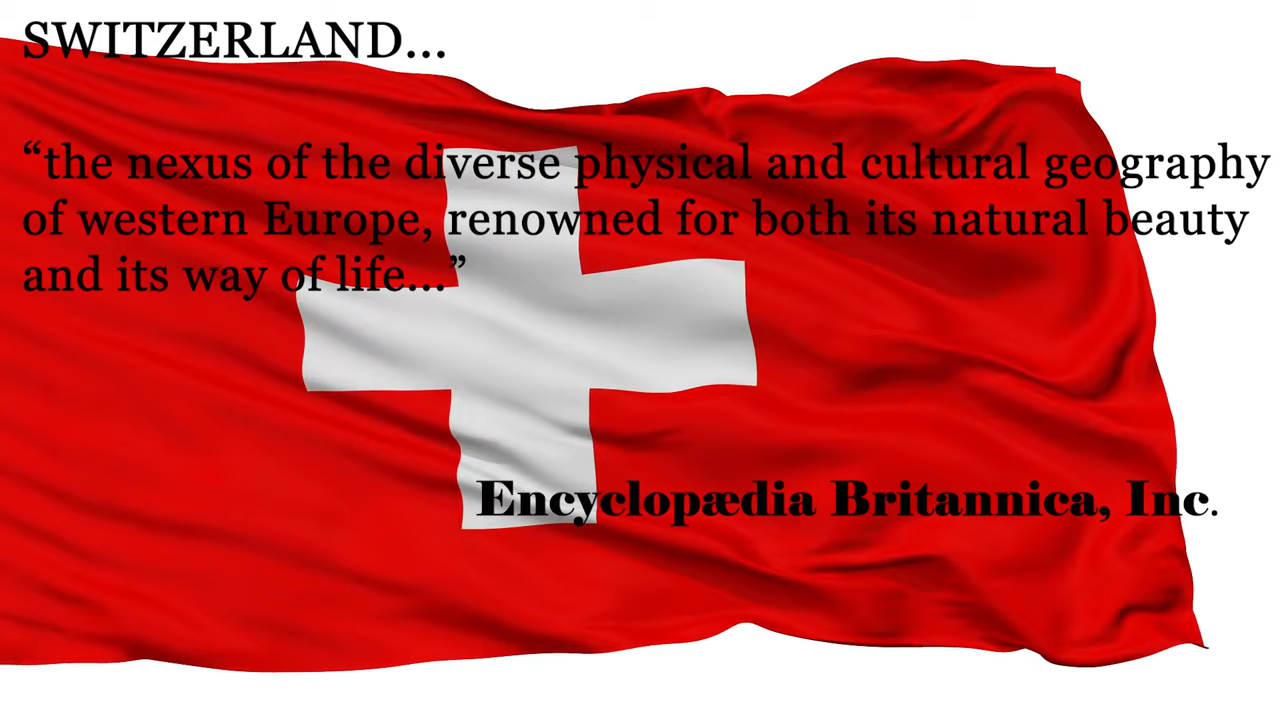 SWITZERLAND...
“the nexus of the diverse physical and cultural geography
of western Europe, renowned for both its natural beauty
and its way of life...”
Encyclopædia Britannica, Inc.